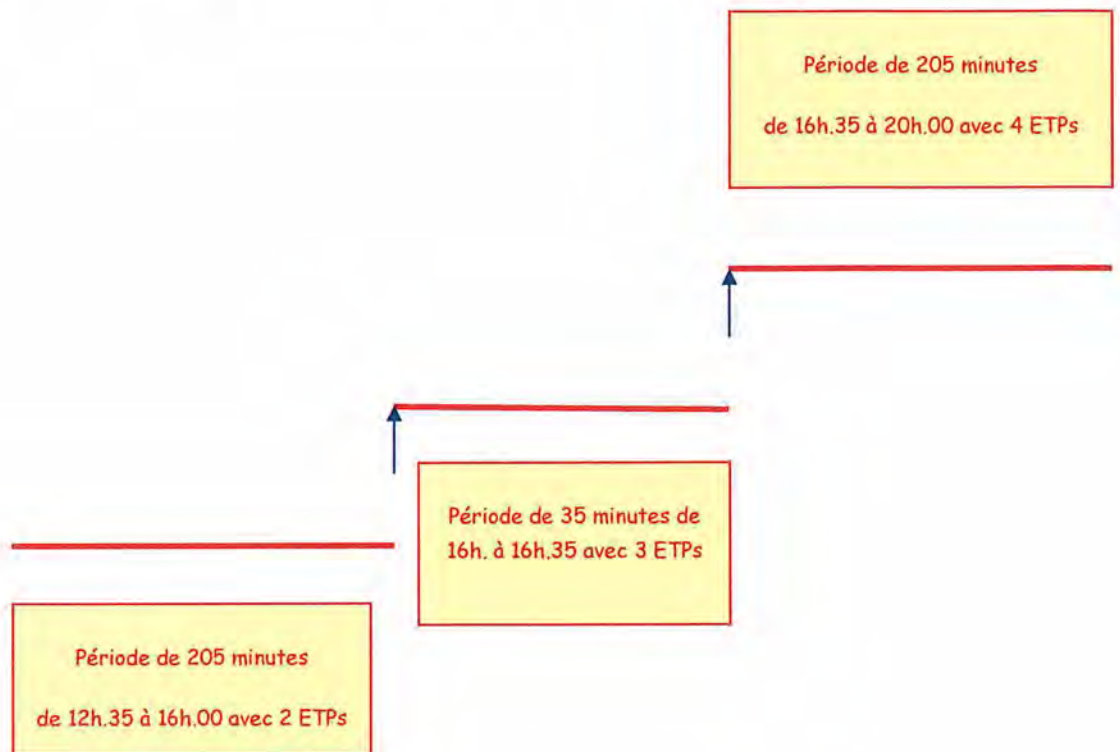 Période de 205 minutes
de 16h.35 à 20h.00 avec 4 ETPs
Période de 35 minutes de
16h. à 16h.35 avec 3 ETPs
Période de 205 minutes
de 12h.35 à 16h.00 avec 2 ETPs